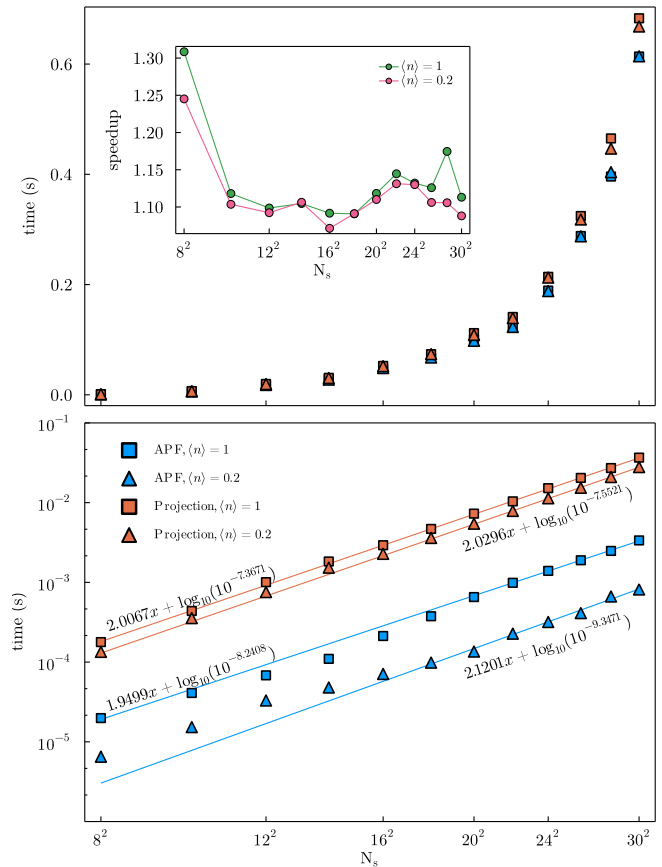 0.6
0.4
0.2
0.0
time (s)
1.30
1.25
1.20
1.15
1.10
speedup
⟨n⟩ = 1
⟨n⟩ = 0.2
8² 12² 16² 20² 24² 30²
Nₛ
10⁻¹
10⁻²
10⁻³
10⁻⁴
10⁻⁵
time (s)
APF, ⟨n⟩ = 1
APF, ⟨n⟩ = 0.2
Projection, ⟨n⟩ = 1
Projection, ⟨n⟩ = 0.2
2.0296x + log₁₀(10⁻⁷·⁵⁵²¹)
2.0067x + log₁₀(10⁻⁷·³⁶⁷¹)
1.9499x + log₁₀(10⁻⁸·²⁴⁰⁸)
2.1201x + log₁₀(10⁻⁹·³⁴⁷¹)
8² 12² 16² 20² 24² 30²
Nₛ